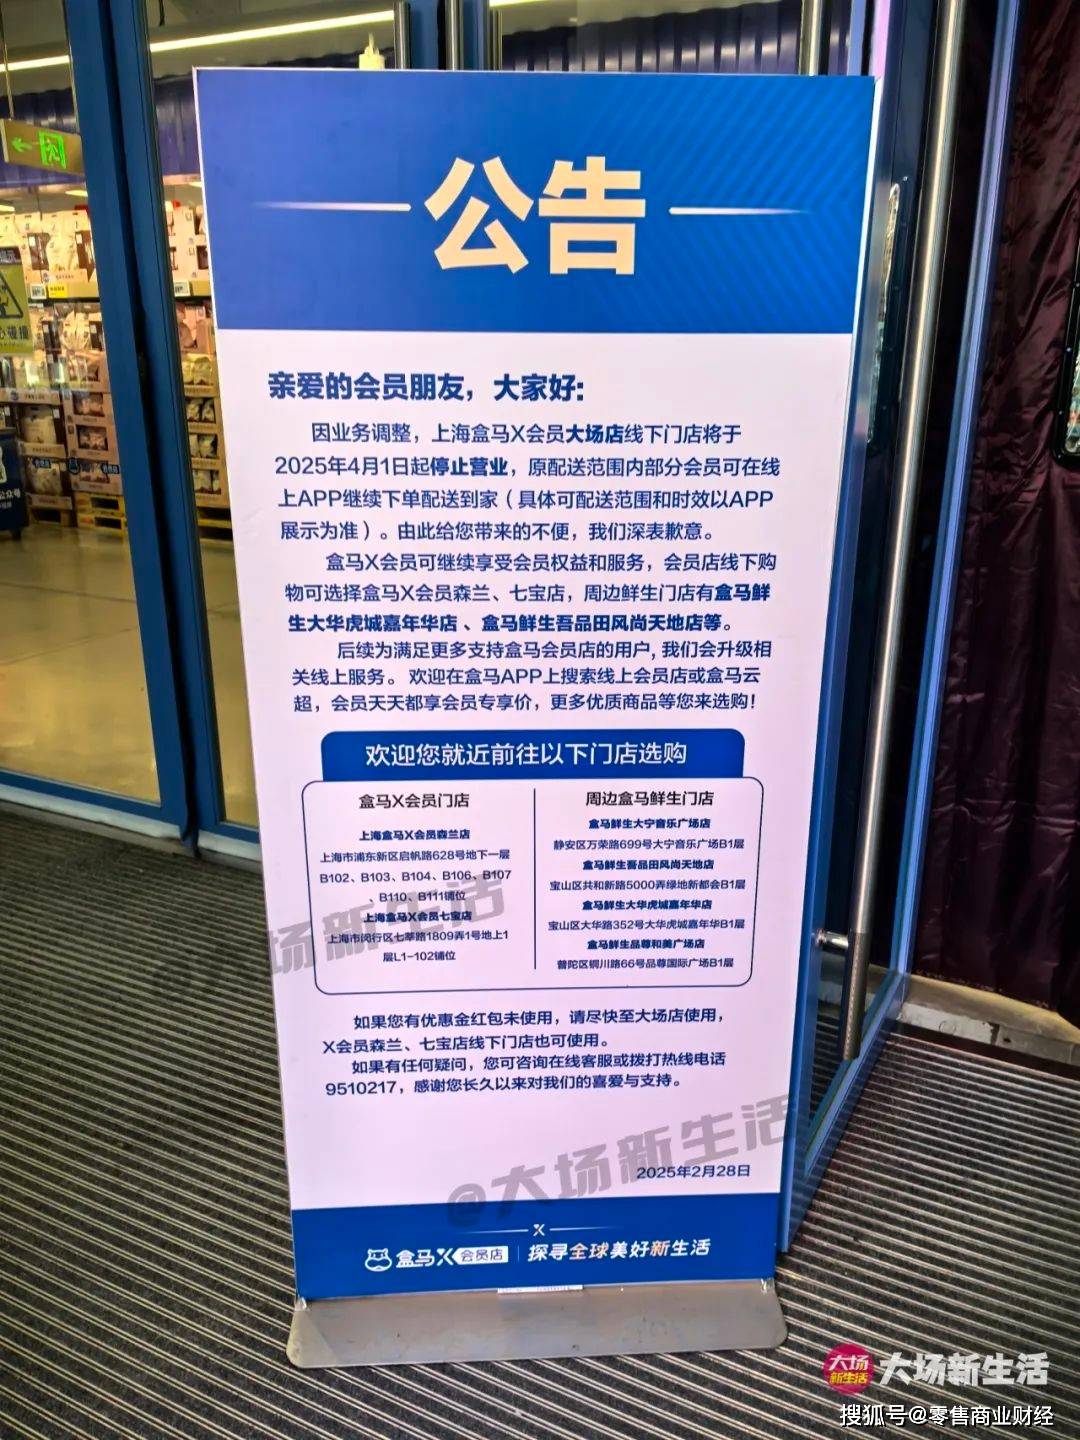 公告
亲爱的会员朋友，大家好:
因业务调整，上海盒马X会员大场店线下门店将于
2025年4月1日起停止营业，原配送范围内部分会员可在线
上APP继续下单配送到家（具体可配送范围和时效以APP
展示为准）。由此给您带来的不便，我们深表歉意。
盒马X会员可继续享受会员权益和服务，会员店线下购
物可选择盒马X会员森兰、七宝店，周边鲜生门店有盒马鲜
生大华虎城嘉年华店、盒马鲜生吾品田风尚天地店等。
后续为满足更多支持盒马会员店的用户,我们会升级相
关线上服务。欢迎在盒马APP上搜索线上会员店或盒马云
超，会员天天都享会员专享价，更多优质商品等您来选购！
欢迎您就近前往以下门店选购
盒马X会员门店
上海盒马X会员森兰店
上海市浦东新区启帆路628号地下一层
B102、B103、B104、B106、B107
、B110、B111铺位
上海盒马X会员七宝店
上海市闵行区七莘路1809弄1号地上1
层L1-102铺位
周边盒马鲜生门店
盒马鲜生大宁音乐广场店
静安区万荣路699号大宁音乐广场B1层
盒马鲜生吾品田风尚天地店
宝山区共和新路5000弄绿地新都会B1层
盒马鲜生大华虎城嘉年华店
宝山区大华路352号大华虎城嘉年华B1层
盒马鲜生品尊和美广场店
普陀区铜川路66号品尊国际广场B1层
如果您有优惠金红包未使用，请尽快至大场店使用，
X会员森兰、七宝店线下门店也可使用。
如果有任何疑问，您可咨询在线客服或拨打热线电话
9510217，感谢您长久以来对我们的喜爱与支持。
2025年2月28日
盒马X会员店 探寻全球美好新生活
@大场新生活
@大场新生活
大场新生活 大场新生活
搜狐号@零售商业财经